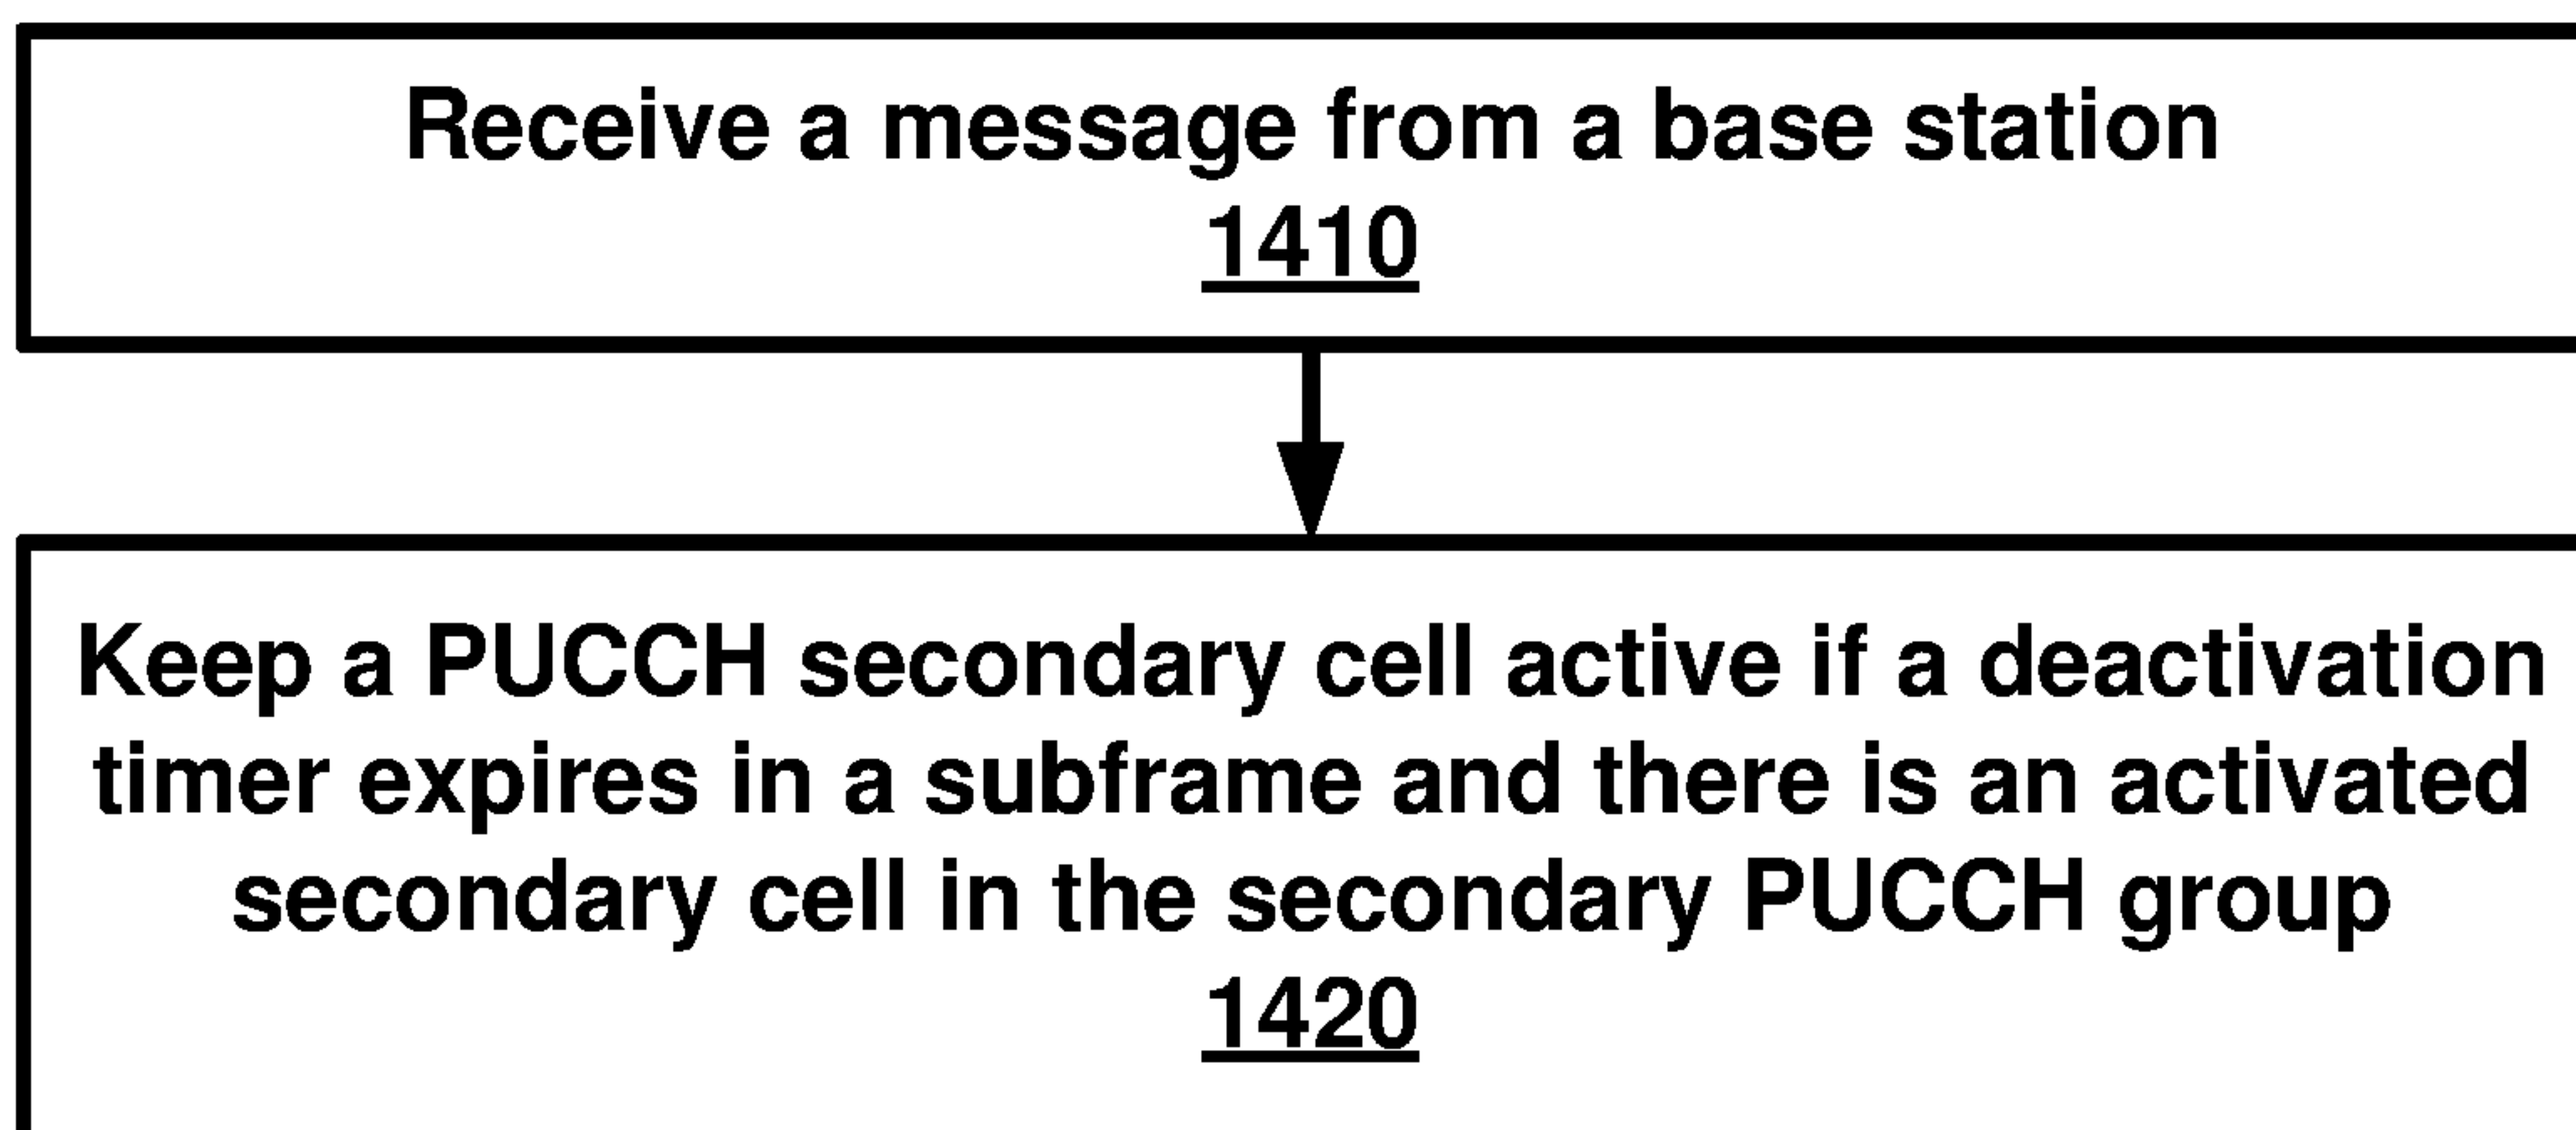 Receive a message from a base station
1410
Keep a PUCCH secondary cell active if a deactivation
timer expires in a subframe and there is an activated
secondary cell in the secondary PUCCH group
1420